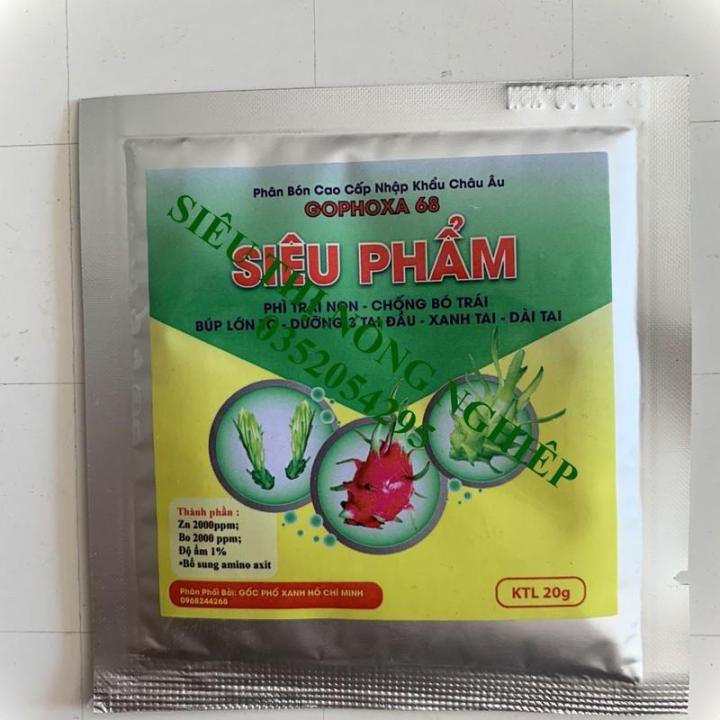 Phân Bón Cao Cấp Nhập Khẩu Châu Âu
GOPHOXA 68
SIÊU PHẨM
PHÌ TRÁI NON - CHỐNG BÓ TRÁI
BÚP LỚN TO - DƯỠNG 3 TAI ĐẦU - XANH TAI - DÀI TAI
SIÊU THỊ NÔNG NGHIỆP
0352054295
Thành phần :
Zn 2000ppm;
Bo 2000 ppm;
Độ ẩm 1%
•Bổ sung amino axit
Phân Phối Bởi: GỐC PHỐ XANH HỒ CHÍ MINH
0968244268
KTL 20g